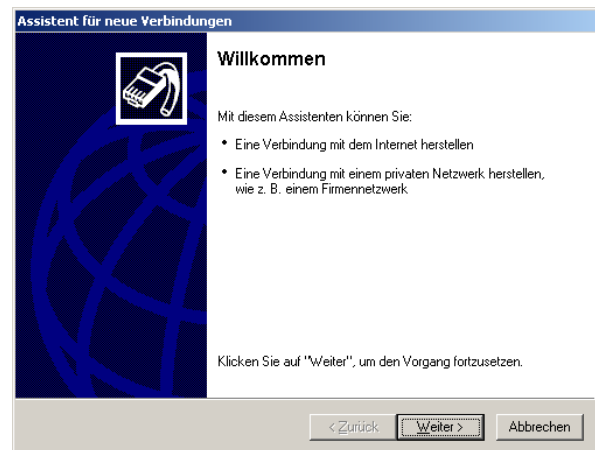 Assistent für neue Verbindungen
Willkommen
Mit diesem Assistenten können Sie:
• Eine Verbindung mit dem Internet herstellen
• Eine Verbindung mit einem privaten Netzwerk herstellen,
wie z. B. einem Firmennetzwerk
Klicken Sie auf "Weiter", um den Vorgang fortzusetzen.
< Zurück Weiter > Abbrechen